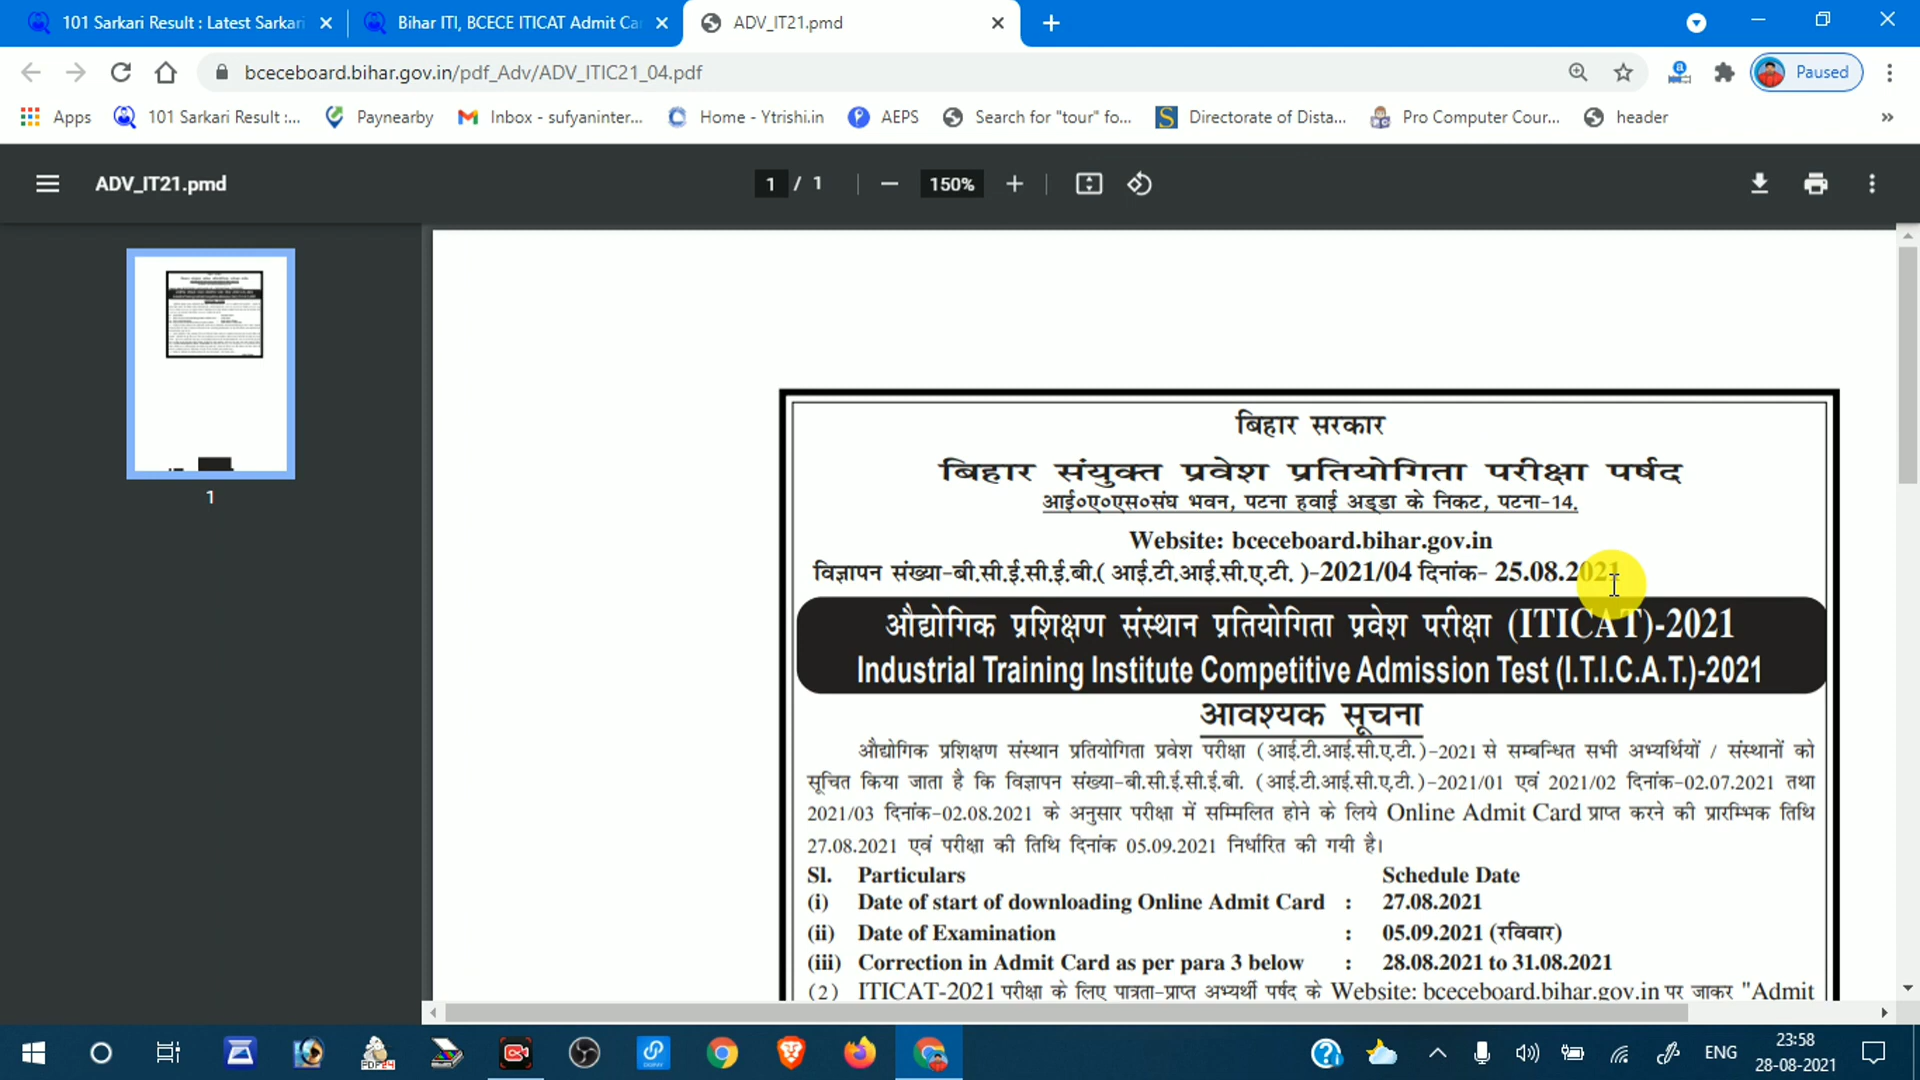 101 Sarkari Result : Latest Sarkari
Bihar ITI, BCECE ITICAT Admit Ca
ADV_IT21.pmd
bceceboard.bihar.gov.in/pdf_Adv/ADV_ITIC21_04.pdf
Paused
Apps
101 Sarkari Result :...
Paynearby
Inbox - sufyaninter...
Home - Ytrishi.in
AEPS
Search for "tour" fo...
Directorate of Dista...
Pro Computer Cour...
header
ADV_IT21.pmd
1 / 1
150%
1
बिहार सरकार
बिहार संयुक्त प्रवेश प्रतियोगिता परीक्षा पर्षद
आई०ए०एस०संघ भवन, पटना हवाई अड्डा के निकट, पटना-14.
Website: bceceboard.bihar.gov.in
विज्ञापन संख्या-बी.सी.ई.सी.ई.बी.( आई.टी.आई.सी.ए.टी. )-2021/04 दिनांक- 25.08.2021
औद्योगिक प्रशिक्षण संस्थान प्रतियोगिता प्रवेश परीक्षा (ITICAT)-2021
Industrial Training Institute Competitive Admission Test (I.T.I.C.A.T.)-2021
आवश्यक सूचना
औद्योगिक प्रशिक्षण संस्थान प्रतियोगिता प्रवेश परीक्षा (आई.टी.आई.सी.ए.टी.)-2021 से सम्बन्धित सभी अभ्यर्थियों / संस्थानों को
सूचित किया जाता है कि विज्ञापन संख्या-बी.सी.ई.सी.ई.बी. (आई.टी.आई.सी.ए.टी.)-2021/01 एवं 2021/02 दिनांक-02.07.2021 तथा
2021/03 दिनांक-02.08.2021 के अनुसार परीक्षा में सम्मिलित होने के लिये Online Admit Card प्राप्त करने की प्रारम्भिक तिथि
27.08.2021 एवं परीक्षा की तिथि दिनांक 05.09.2021 निर्धारित की गयी है।
Sl. Particulars Schedule Date
(i) Date of start of downloading Online Admit Card : 27.08.2021
(ii) Date of Examination : 05.09.2021 (रविवार)
(iii) Correction in Admit Card as per para 3 below : 28.08.2021 to 31.08.2021
(2) ITICAT-2021 परीक्षा के लिए पात्रता-प्राप्त अभ्यर्थी पर्षद के Website: bceceboard.bihar.gov.in पर जाकर "Admit
ENG
23:58
28-08-2021